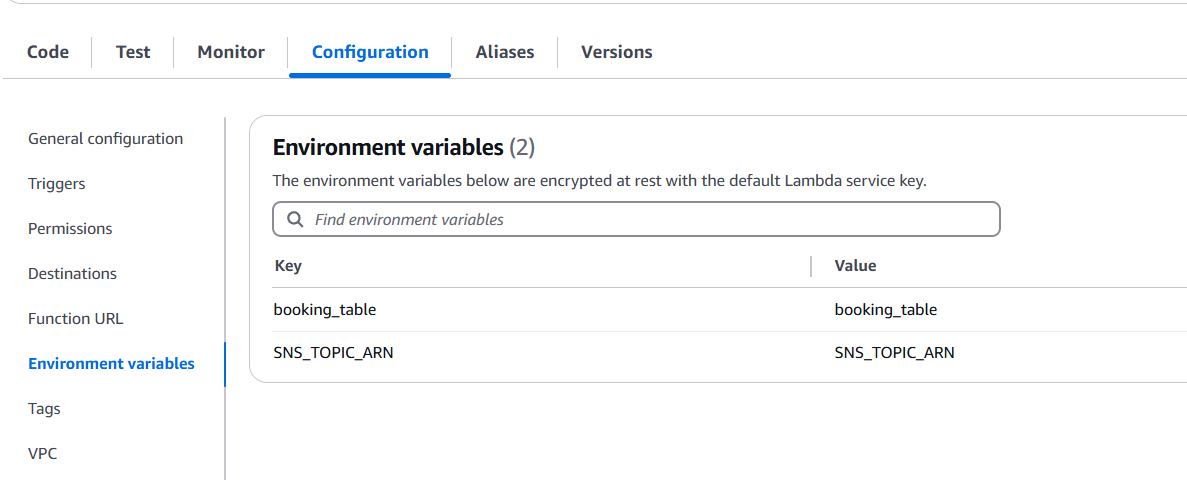 Code Test Monitor Configuration Aliases Versions
General configuration
Triggers
Permissions
Destinations
Function URL
Environment variables
Tags
VPC
Environment variables (2)
The environment variables below are encrypted at rest with the default Lambda service key.
Find environment variables
Key Value
booking_table booking_table
SNS_TOPIC_ARN SNS_TOPIC_ARN